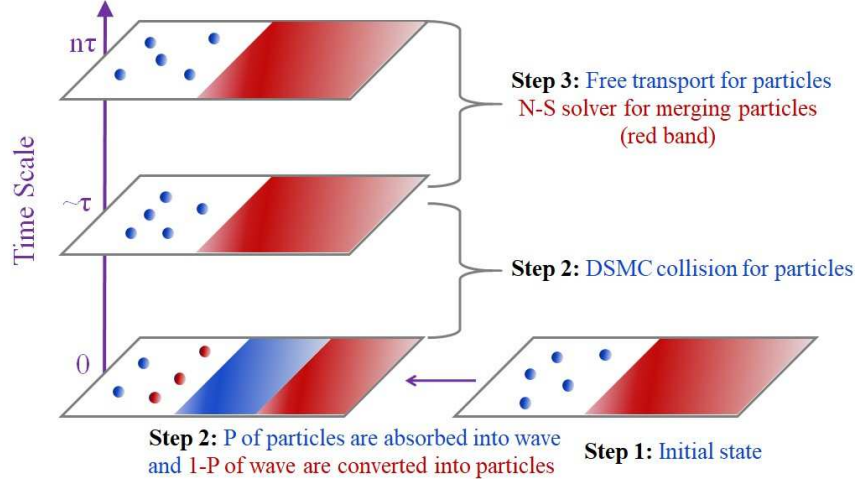 nτ
Step 3: Free transport for particles
N-S solver for merging particles
(red band)
Time Scale
~τ
Step 2: DSMC collision for particles
0
Step 2: P of particles are absorbed into wave
and 1-P of wave are converted into particles
Step 1: Initial state